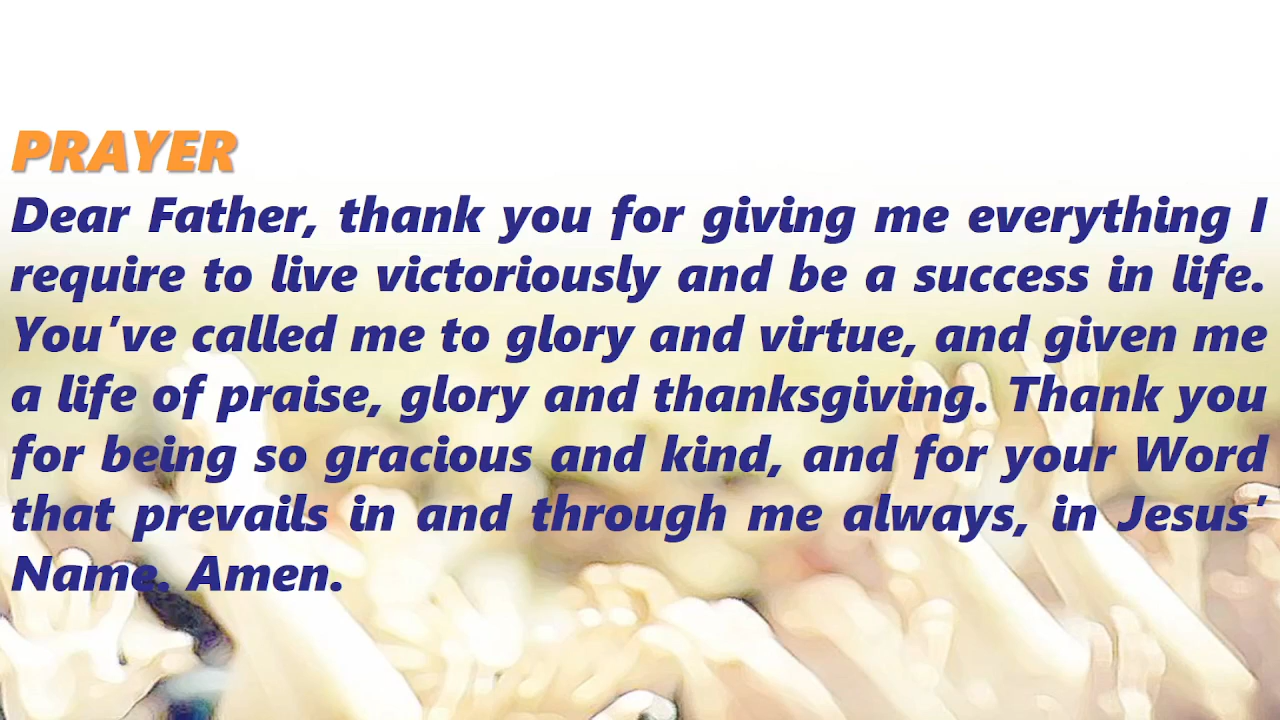 PRAYER
Dear Father, thank you for giving me everything I
require to live victoriously and be a success in life.
You've called me to glory and virtue, and given me
a life of praise, glory and thanksgiving. Thank you
for being so gracious and kind, and for your Word
that prevails in and through me always, in Jesus'
Name. Amen.